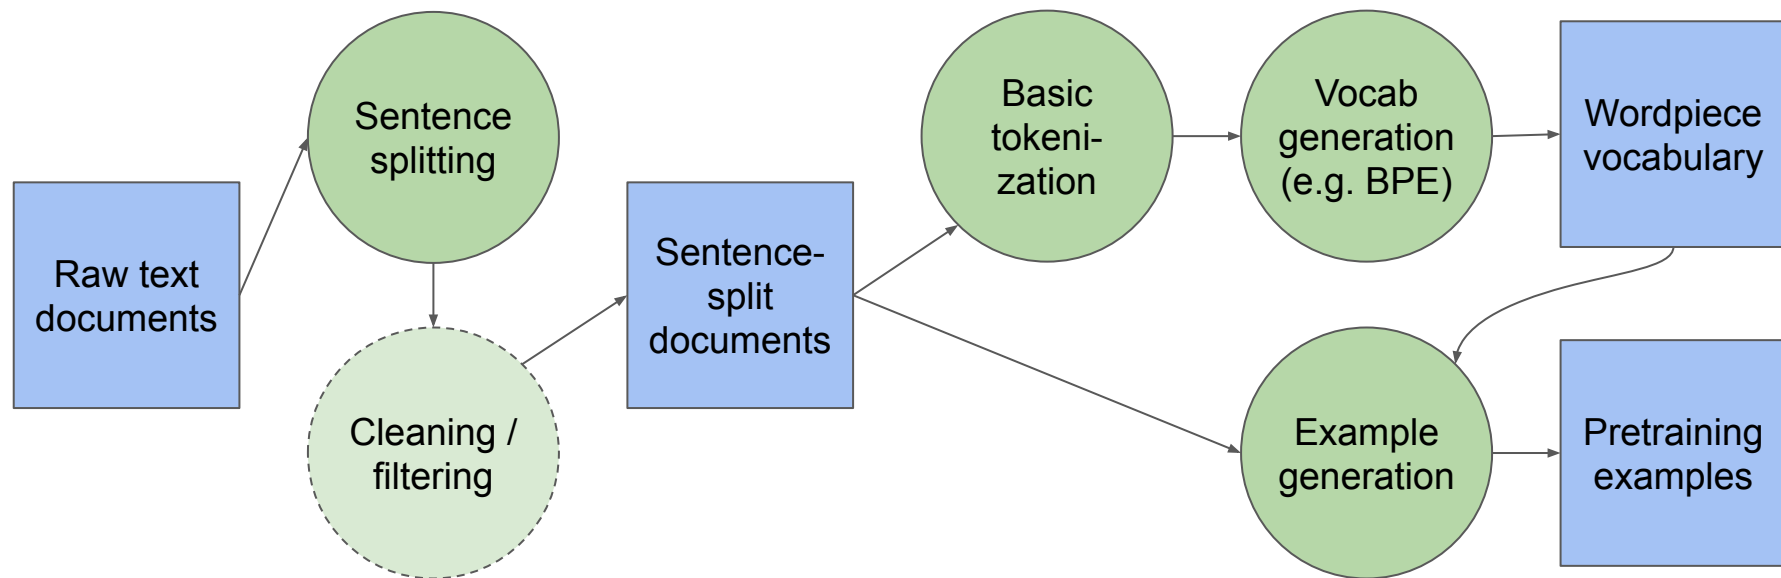 Raw text
documents
Sentence
splitting
Cleaning /
filtering
Sentence-
split
documents
Basic
tokeni-
zation
Vocab
generation
(e.g. BPE)
Wordpiece
vocabulary
Example
generation
Pretraining
examples